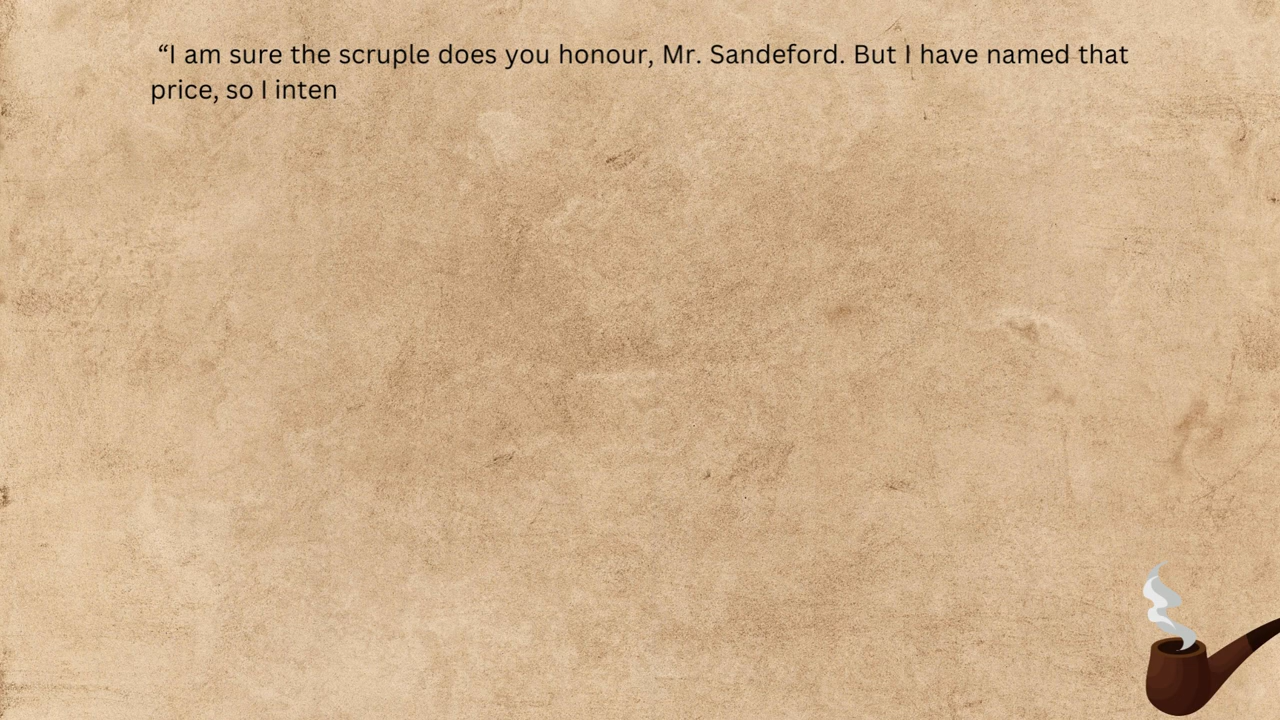 “I am sure the scruple does you honour, Mr. Sandeford. But I have named that
price, so I inten